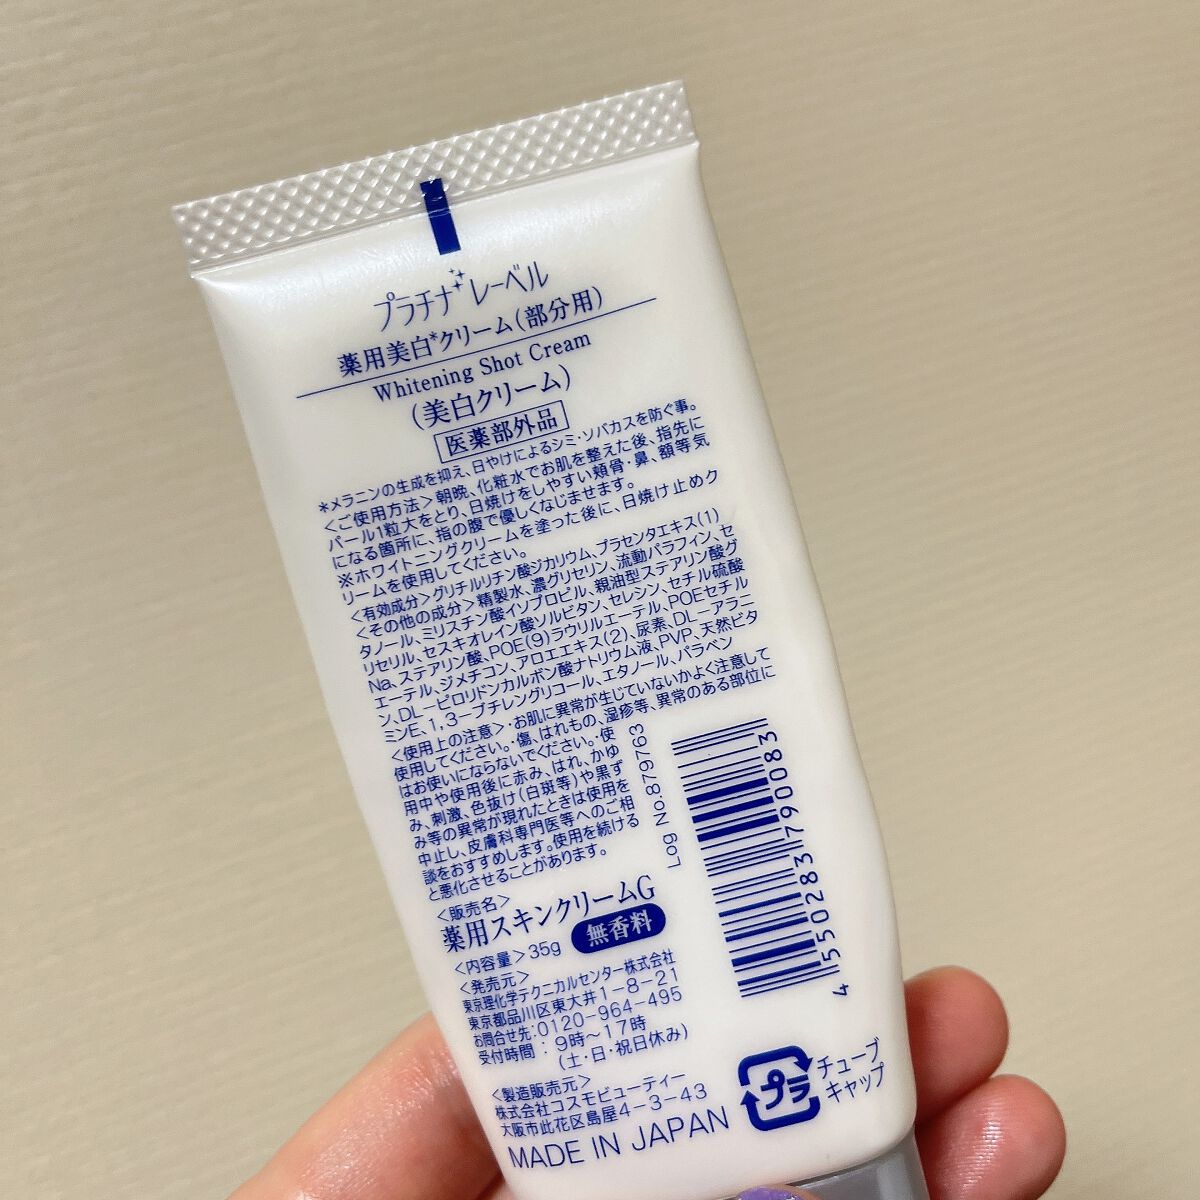 プラチナレーベル
薬用美白*クリーム(部分用)
Whitening Shot Cream
(美白クリーム)
医薬部外品
*メラニンの生成を抑え、日やけによるシミ・ソバカスを防ぐ事。
<ご使用方法>朝晩、化粧水でお肌を整えた後、指先に
パール1粒大をとり、日焼けをしやすい頬骨・鼻、額等気
になる箇所に、指の腹で優しくなじませます。
※ホワイトニングクリームを塗った後に、日焼け止めク
リームを使用してください。
<有効成分>グリチルリチン酸ジカリウム、プラセンタエキス(1)
<その他の成分>精製水、濃グリセリン、流動パラフィン、セ
タノール、ミリスチン酸イソプロピル、親油型ステアリン酸グ
リセリル、セスキオレイン酸ソルビタン、セレシン、セチル硫酸
Na、ステアリン酸、POE(9)ラウリルエーテル、POEセチル
エーテル、ジメチコン、アロエエキス(2)、尿素、DL-アラニ
ン、DL-ピロリドンカルボン酸ナトリウム液、PVP、天然ビタ
ミンE、1,3-ブチレングリコール、エタノール、パラベン
<使用上の注意>・お肌に異常が生じていないかよく注意して
使用してください。・傷、はれもの、湿疹等、異常のある部位に
はお使いにならないでください。・使
用中や使用後に赤み、はれ、かゆ
み、刺激、色抜け(白斑等)や黒ず
み等の異常が現れたときは使用を
中止し、皮膚科専門医等へのご相
談をおすすめします。使用を続ける
と悪化させることがあります。
Log No.879763
4 550283 790083
<販売名>
薬用スキンクリームG
<内容量>35g
無香料
<発売元>
東京理化学テクニカルセンター株式会社
東京都品川区東大井1-8-21
お問合せ先:0120-964-495
受付時間:9時~17時
(土・日・祝日休み)
<製造販売元>
株式会社コスモビューティー
大阪市此花区島屋4-3-43
MADE IN JAPAN
プラ
チューブ
キャップ